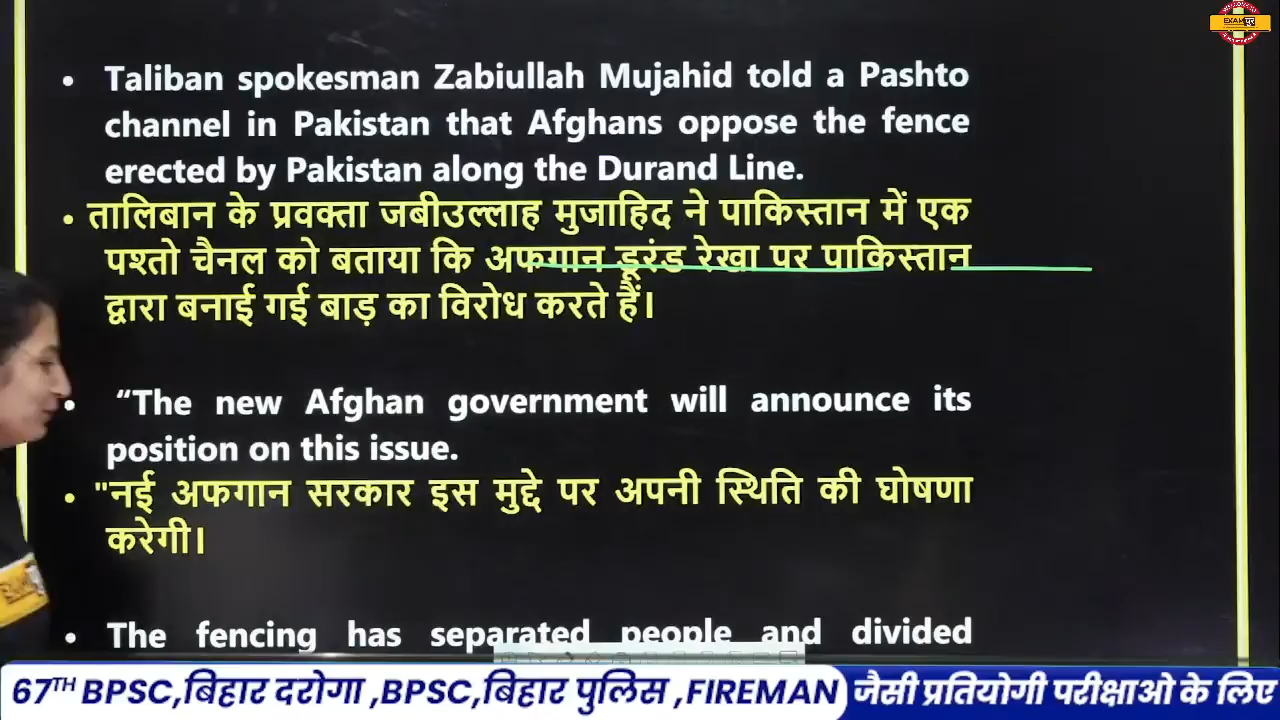 EXAM पुर
• Taliban spokesman Zabiullah Mujahid told a Pashto
channel in Pakistan that Afghans oppose the fence
erected by Pakistan along the Durand Line.
• तालिबान के प्रवक्ता जबीउल्लाह मुजाहिद ने पाकिस्तान में एक
पश्तो चैनल को बताया कि अफगान डूरंड रेखा पर पाकिस्तान
द्वारा बनाई गई बाड़ का विरोध करते हैं।
• “The new Afghan government will announce its
position on this issue.
• "नई अफगान सरकार इस मुद्दे पर अपनी स्थिति की घोषणा
करेगी।
• The fencing has separated people and divided
67TH BPSC,बिहार दरोगा ,BPSC,बिहार पुलिस ,FIREMAN जैसी प्रतियोगी परीक्षाओ के लिए